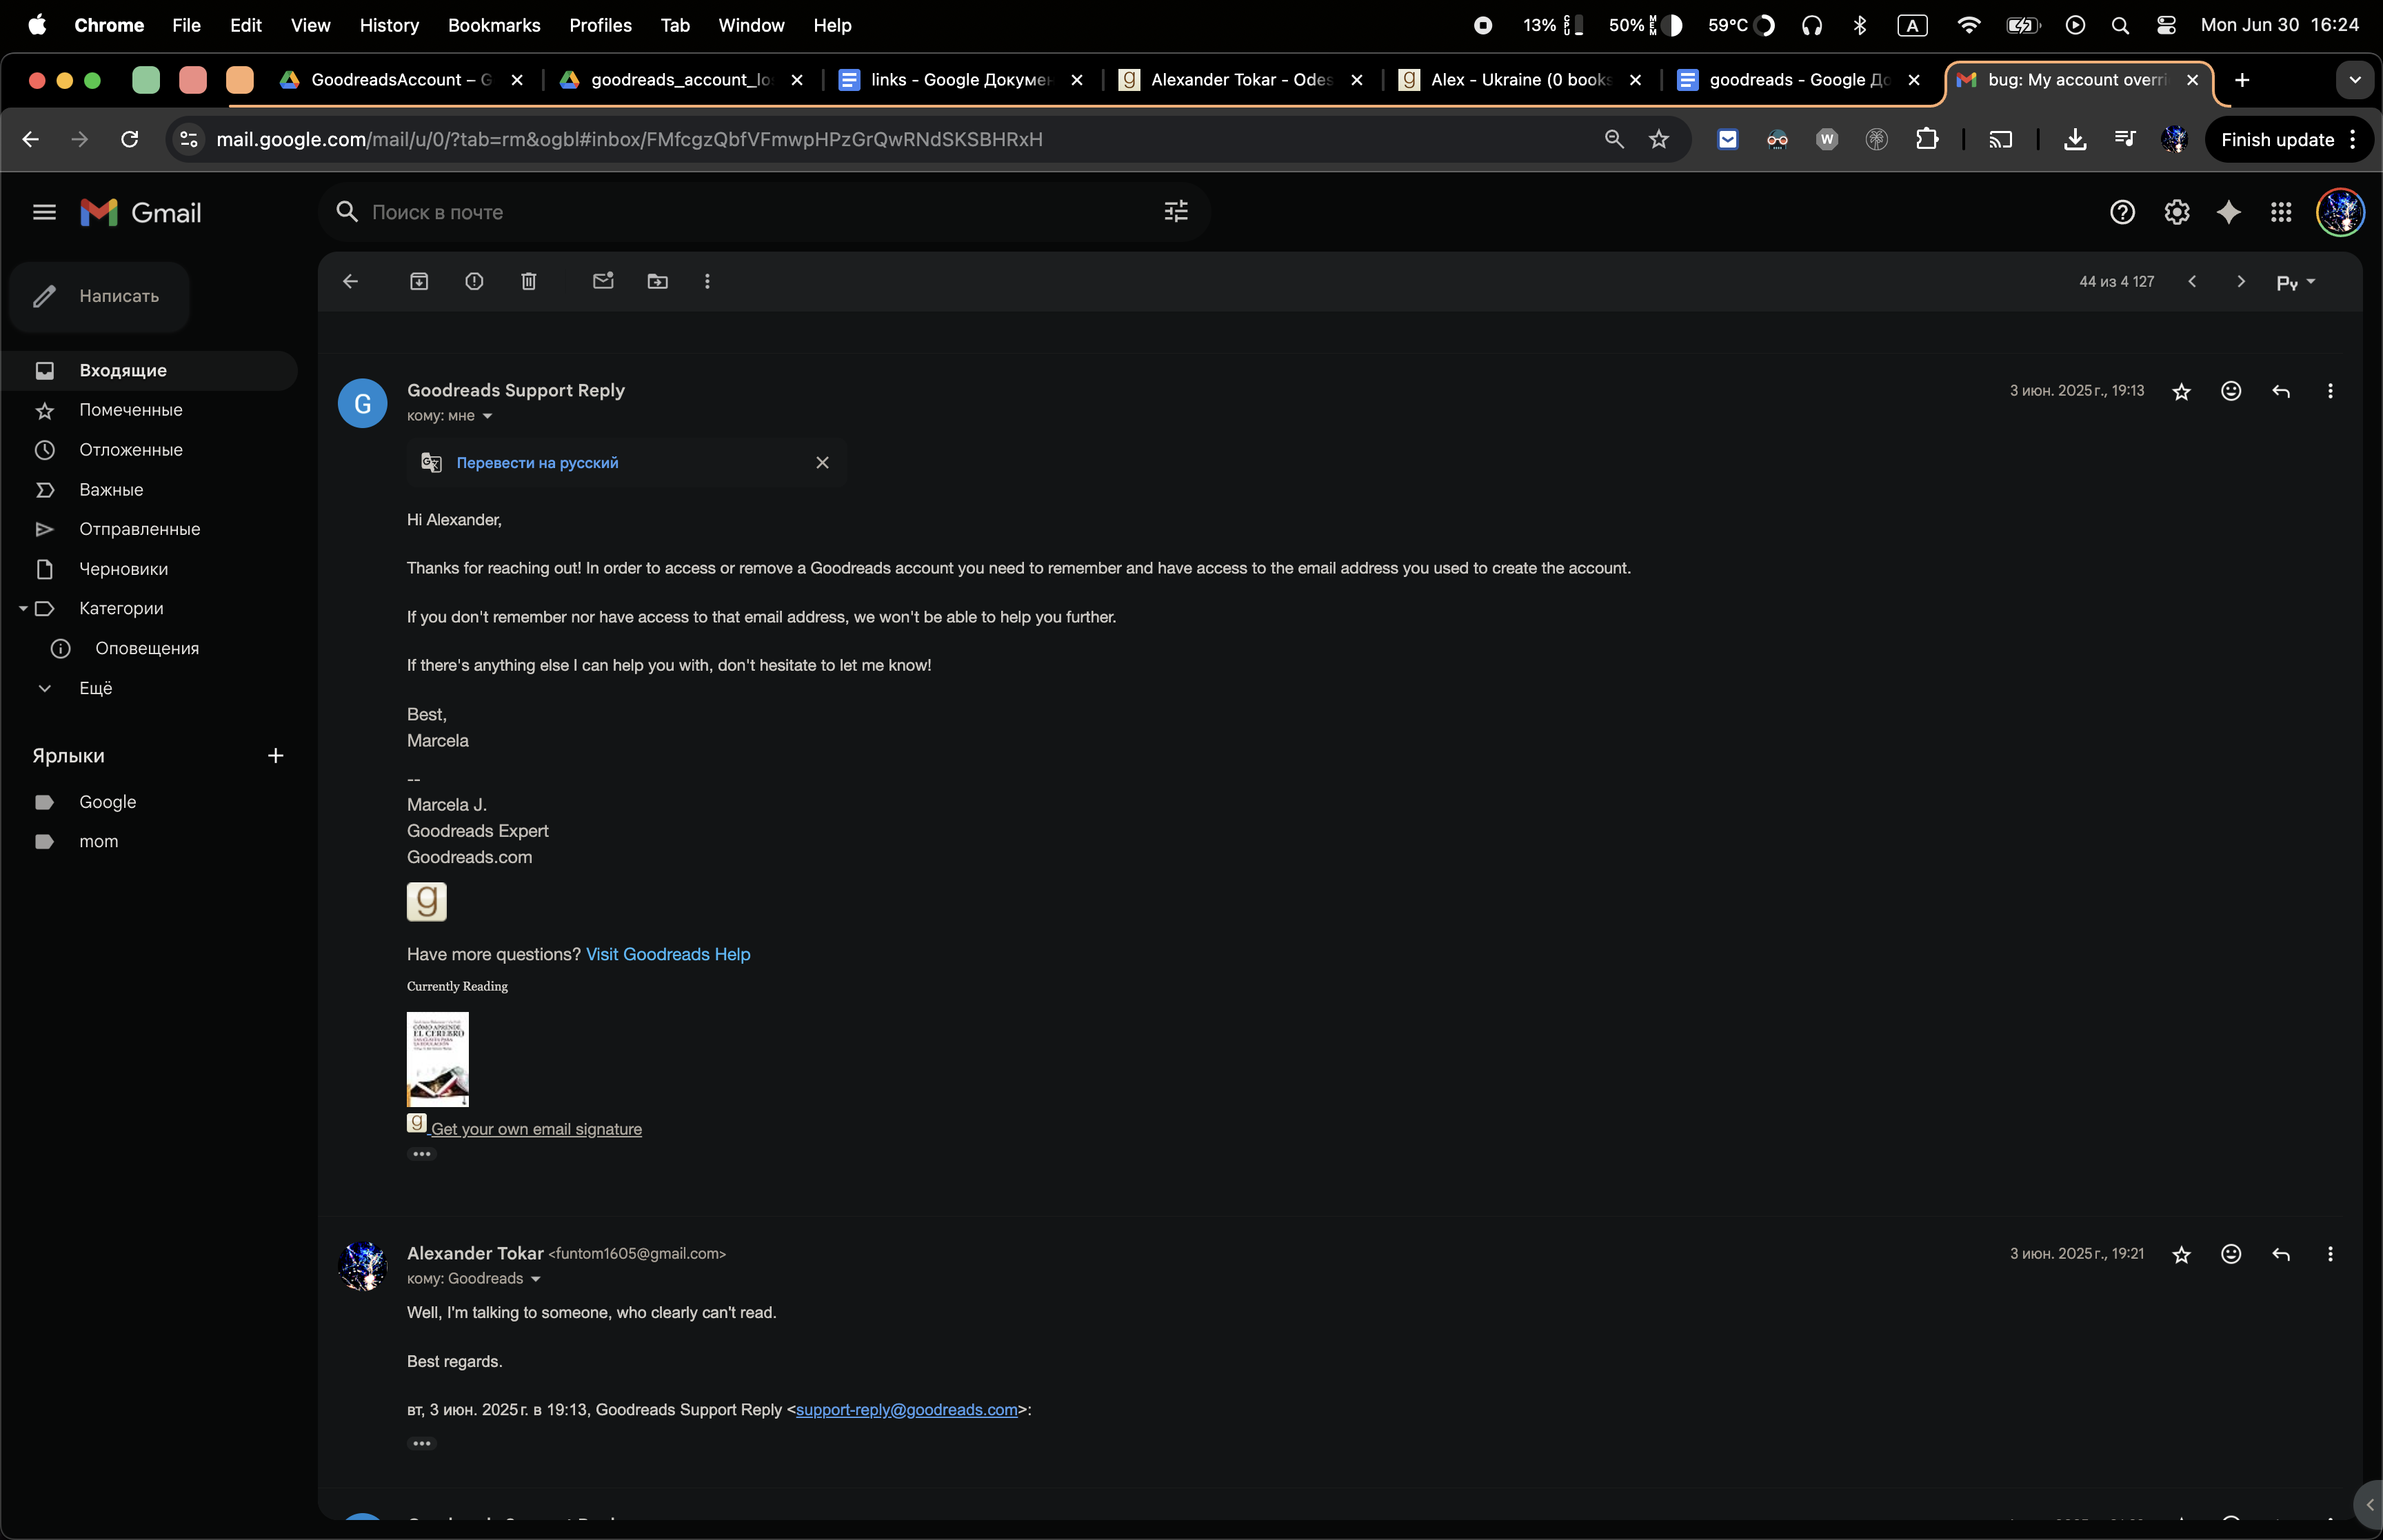 Chrome File Edit View History Bookmarks Profiles Tab Window Help 13% CPU 50% MEM 59°C A Mon Jun 30 16:24
GoodreadsAccount – G goodreads_account_lo links - Google Докумен Alexander Tokar - Odes Alex - Ukraine (0 books goodreads - Google До bug: My account overri
mail.google.com/mail/u/0/?tab=rm&ogbl#inbox/FMfcgzQbfVFmwpHPzGrQwRNdSKSBHRxH W Finish update
Gmail Поиск в почте
Написать
44 из 4 127 Ру
Входящие
Помеченные
Отложенные
Важные
Отправленные
Черновики
Категории
Оповещения
Ещё
Ярлыки
Google
mom
G Goodreads Support Reply 3 июн. 2025 г., 19:13
кому: мне
Перевести на русский
Hi Alexander,
Thanks for reaching out! In order to access or remove a Goodreads account you need to remember and have access to the email address you used to create the account.
If you don't remember nor have access to that email address, we won't be able to help you further.
If there's anything else I can help you with, don't hesitate to let me know!
Best,
Marcela
--
Marcela J.
Goodreads Expert
Goodreads.com
g
Have more questions? Visit Goodreads Help
Currently Reading
CÓMO APRENDE
EL CEREBRO
g Get your own email signature
Alexander Tokar <funtom1605@gmail.com> 3 июн. 2025 г., 19:21
кому: Goodreads
Well, I'm talking to someone, who clearly can't read.
Best regards.
вт, 3 июн. 2025 г. в 19:13, Goodreads Support Reply <support-reply@goodreads.com>: